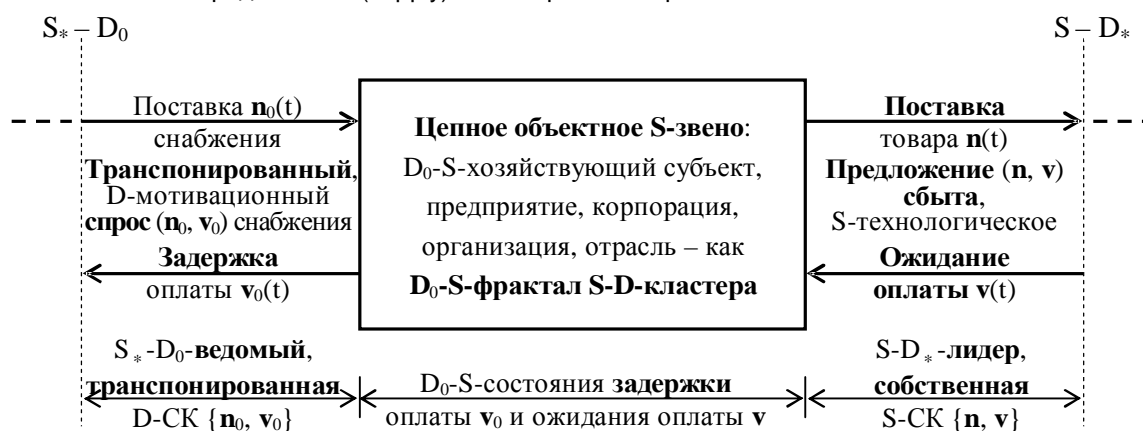 S* – D₀
S – D*
Поставка n₀(t)
снабжения
Транспонированный,
D-мотивационный
спрос (n₀, v₀) снабжения
Задержка
оплаты v₀(t)
Цепное объектное S-звено:
D₀-S-хозяйствующий субъект,
предприятие, корпорация,
организация, отрасль – как
D₀-S-фрактал S-D-кластера
Поставка
товара n(t)
Предложение (n, v)
сбыта,
S-технологическое
Ожидание
оплаты v(t)
S*-D₀-ведомый,
транспонированная
D-СК {n₀, v₀}
D₀-S-состояния задержки
оплаты v₀ и ожидания оплаты v
S-D*-лидер,
собственная
S-СК {n, v}